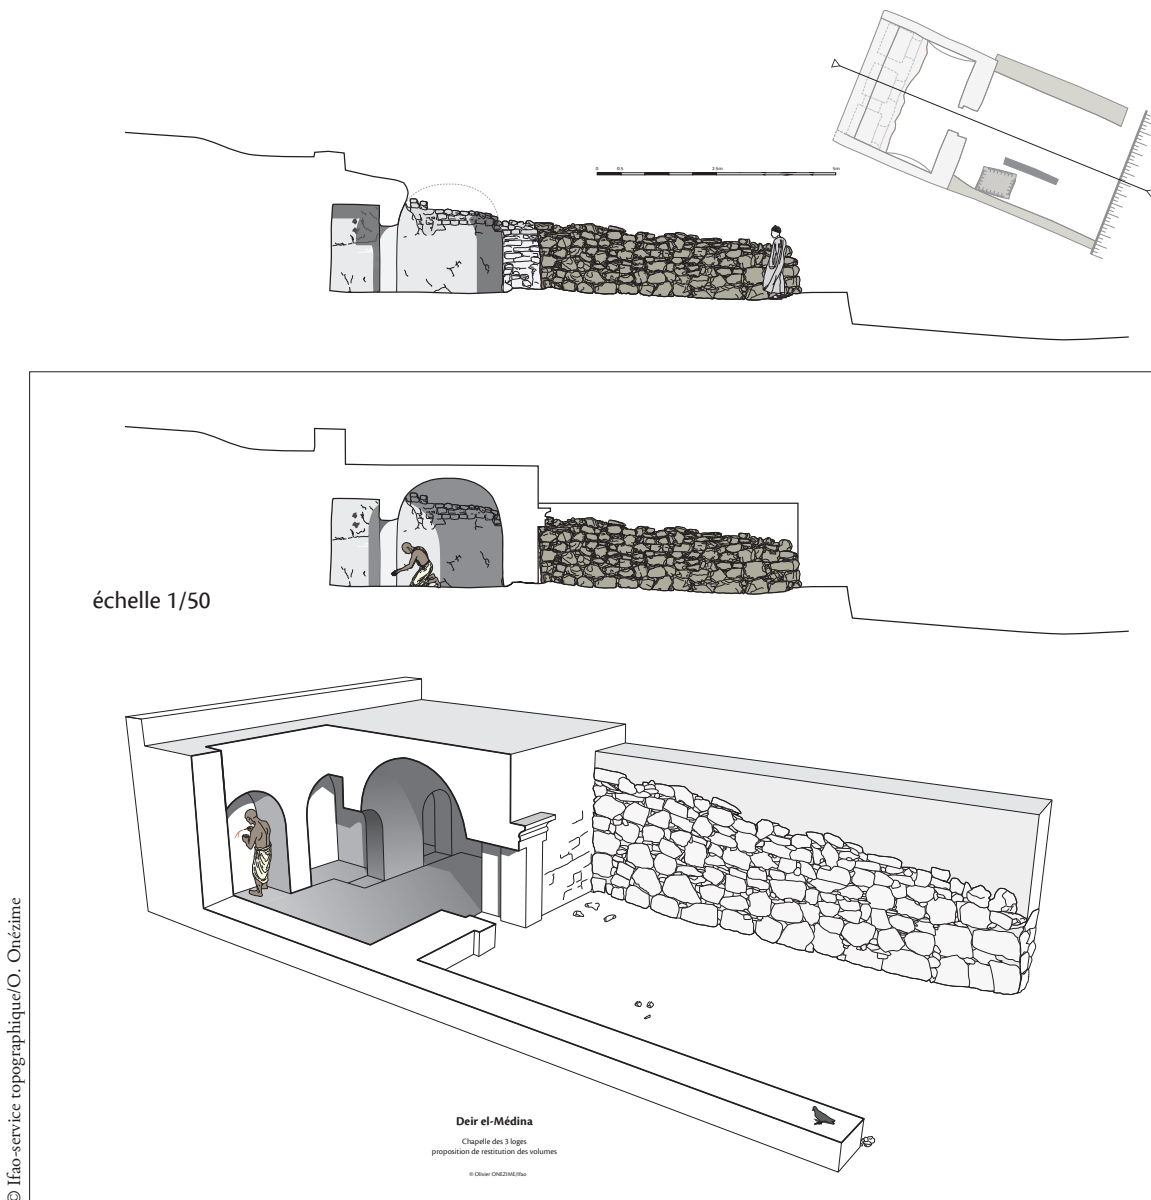 0 0.5 2.5m 5m
échelle 1/50
Deir el-Médina
Chapelle des 3 loges
proposition de restitution des volumes
© Olivier ONEZIME/Ifao
© Ifao-service topographique/O. Onézime